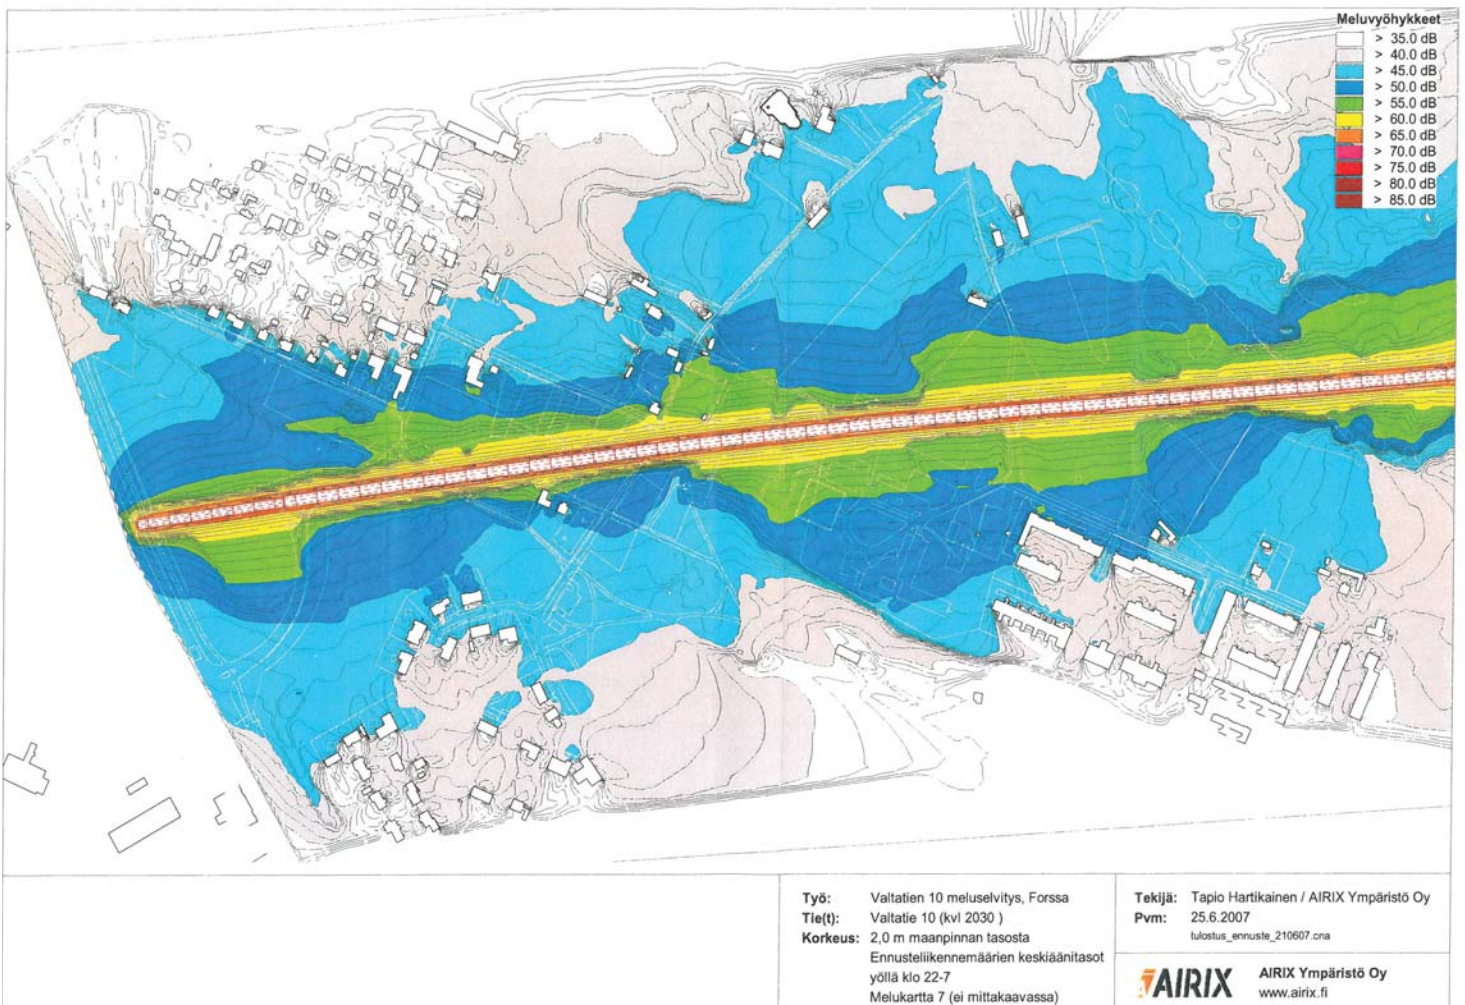 Meluvyöhykkeet
> 35.0 dB
> 40.0 dB
> 45.0 dB
> 50.0 dB
> 55.0 dB
> 60.0 dB
> 65.0 dB
> 70.0 dB
> 75.0 dB
> 80.0 dB
> 85.0 dB
Työ: Valtatien 10 meluselvitys, Forssa
Tie(t): Valtatie 10 (kvl 2030 )
Korkeus: 2,0 m maanpinnan tasosta
Ennusteliikennemäärien keskiäänitasot
yöllä klo 22-7
Melukartta 7 (ei mittakaavassa)
Tekijä: Tapio Hartikainen / AIRIX Ympäristö Oy
Pvm: 25.6.2007
tulostus_ennuste_210607.cna
AIRIX
AIRIX Ympäristö Oy
www.airix.fi